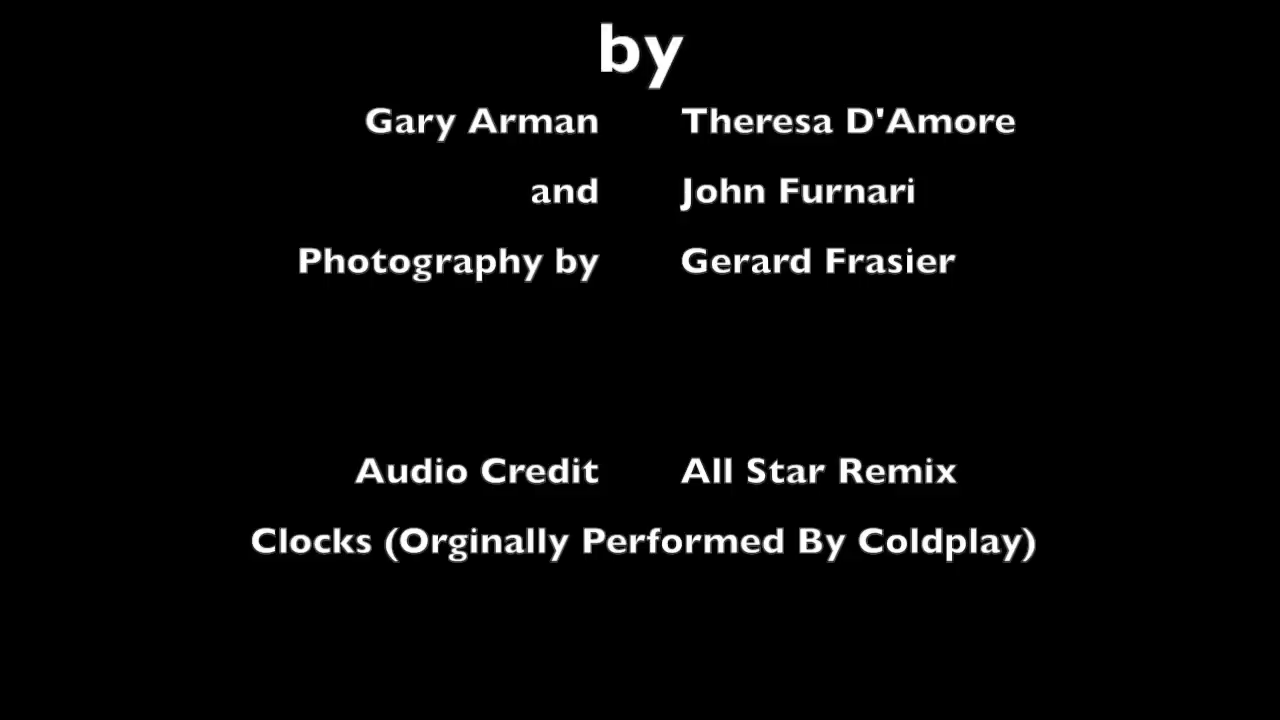 by
Gary Arman Theresa D'Amore
and John Furnari
Photography by Gerard Frasier
Audio Credit All Star Remix
Clocks (Orginally Performed By Coldplay)